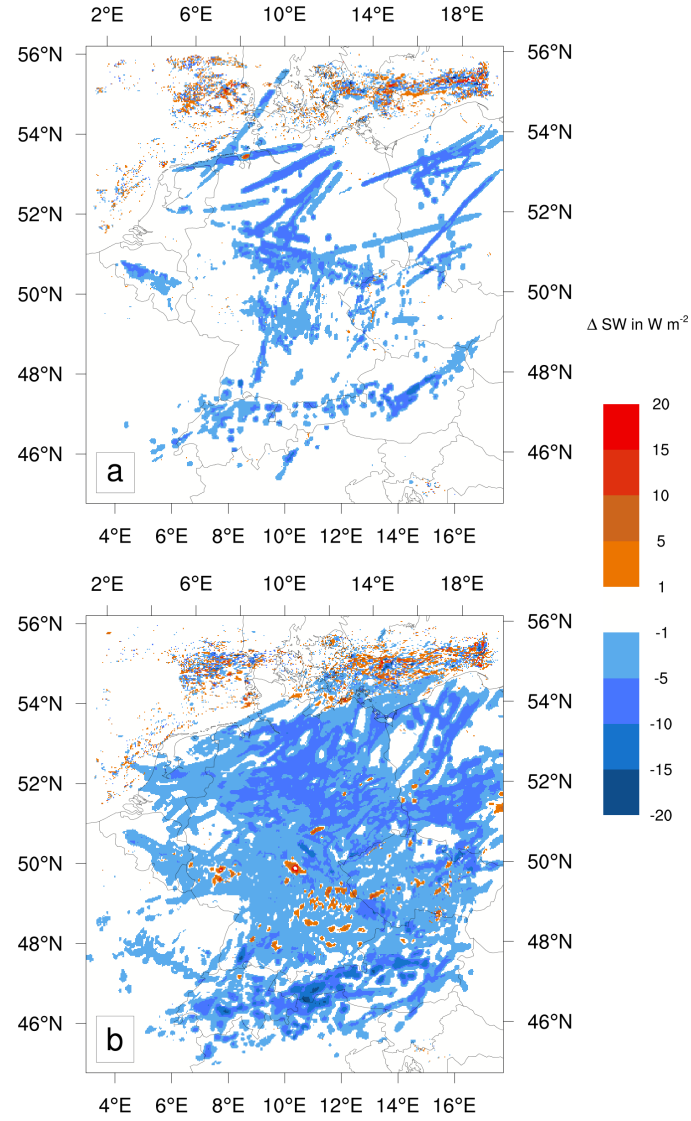 2°E 6°E 10°E 14°E 18°E
56°N 56°N
54°N 54°N
52°N 52°N
50°N 50°N
Δ SW in W m-2
48°N 48°N
46°N 46°N
a
4°E 6°E 8°E 10°E 12°E 14°E 16°E
20
15
10
5
1
-1
-5
-10
-15
-20
2°E 6°E 10°E 14°E 18°E
56°N 56°N
54°N 54°N
52°N 52°N
50°N 50°N
48°N 48°N
46°N 46°N
b
4°E 6°E 8°E 10°E 12°E 14°E 16°E